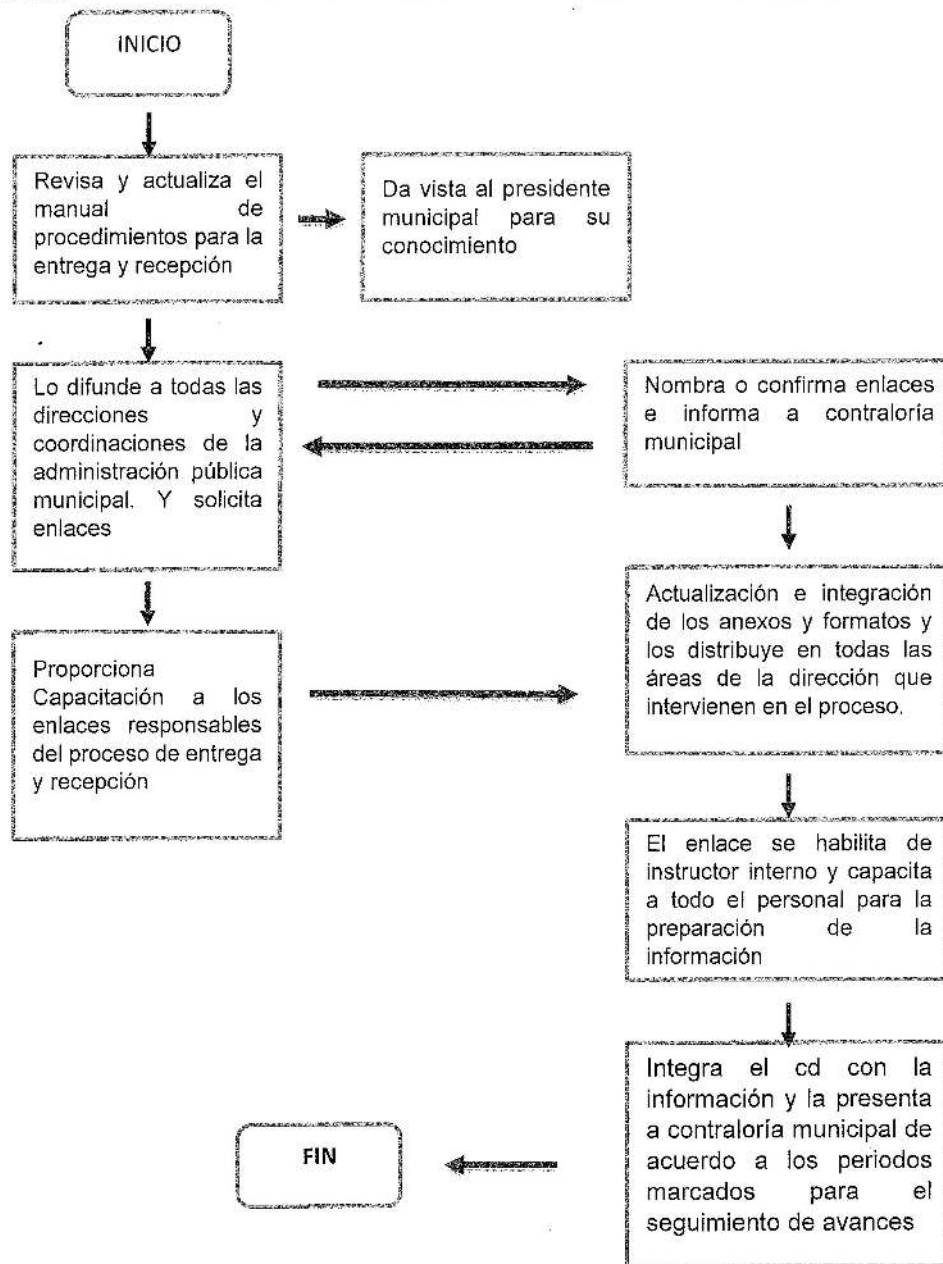 INICIO
Revisa y actualiza el
manual de
procedimientos para la
entrega y recepción
Da vista al presidente
municipal para su
conocimiento
Lo difunde a todas las
direcciones y
coordinaciones de la
administración pública
municipal. Y solicita
enlaces
Nombra o confirma enlaces
e informa a contraloría
municipal
Proporciona
Capacitación a los
enlaces responsables
del proceso de entrega
y recepción
Actualización e integración
de los anexos y formatos y
los distribuye en todas las
áreas de la dirección que
intervienen en el proceso.
El enlace se habilita de
instructor interno y capacita
a todo el personal para la
preparación de la
información
Integra el cd con la
información y la presenta
a contraloría municipal de
acuerdo a los periodos
marcados para el
seguimiento de avances
FIN